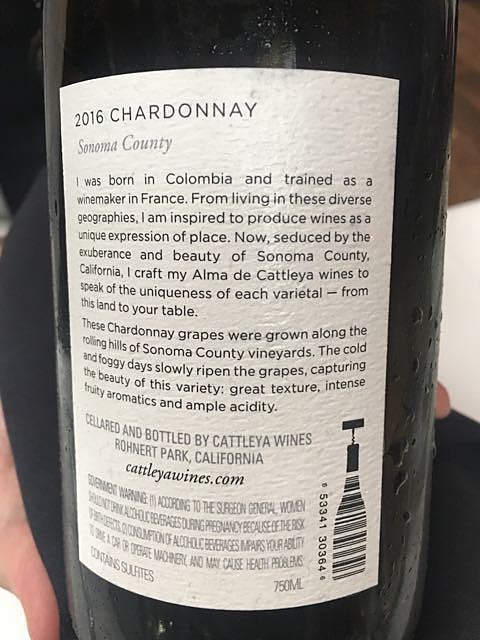 2016 CHARDONNAY
Sonoma County
I was born in Colombia and trained as a
winemaker in France. From living in these diverse
geographies, I am inspired to produce wines as a
unique expression of place. Now, seduced by the
exuberance and beauty of Sonoma County,
California, I craft my Alma de Cattleya wines to
speak of the uniqueness of each varietal — from
this land to your table.
These Chardonnay grapes were grown along the
rolling hills of Sonoma County vineyards. The cold
and foggy days slowly ripen the grapes, capturing
the beauty of this variety: great texture, intense
fruity aromatics and ample acidity.
CELLARED AND BOTTLED BY CATTLEYA WINES
ROHNERT PARK, CALIFORNIA
cattleyawines.com
GOVERNMENT WARNING: (1) ACCORDING TO THE SURGEON GENERAL, WOMEN
SHOULD NOT DRINK ALCOHOLIC BEVERAGES DURING PREGNANCY BECAUSE OF THE RISK
OF BIRTH DEFECTS. (2) CONSUMPTION OF ALCOHOLIC BEVERAGES IMPAIRS YOUR ABILITY
TO DRIVE A CAR OR OPERATE MACHINERY, AND MAY CAUSE HEALTH PROBLEMS.
CONTAINS SULFITES
750ML
6 53341 30364 6